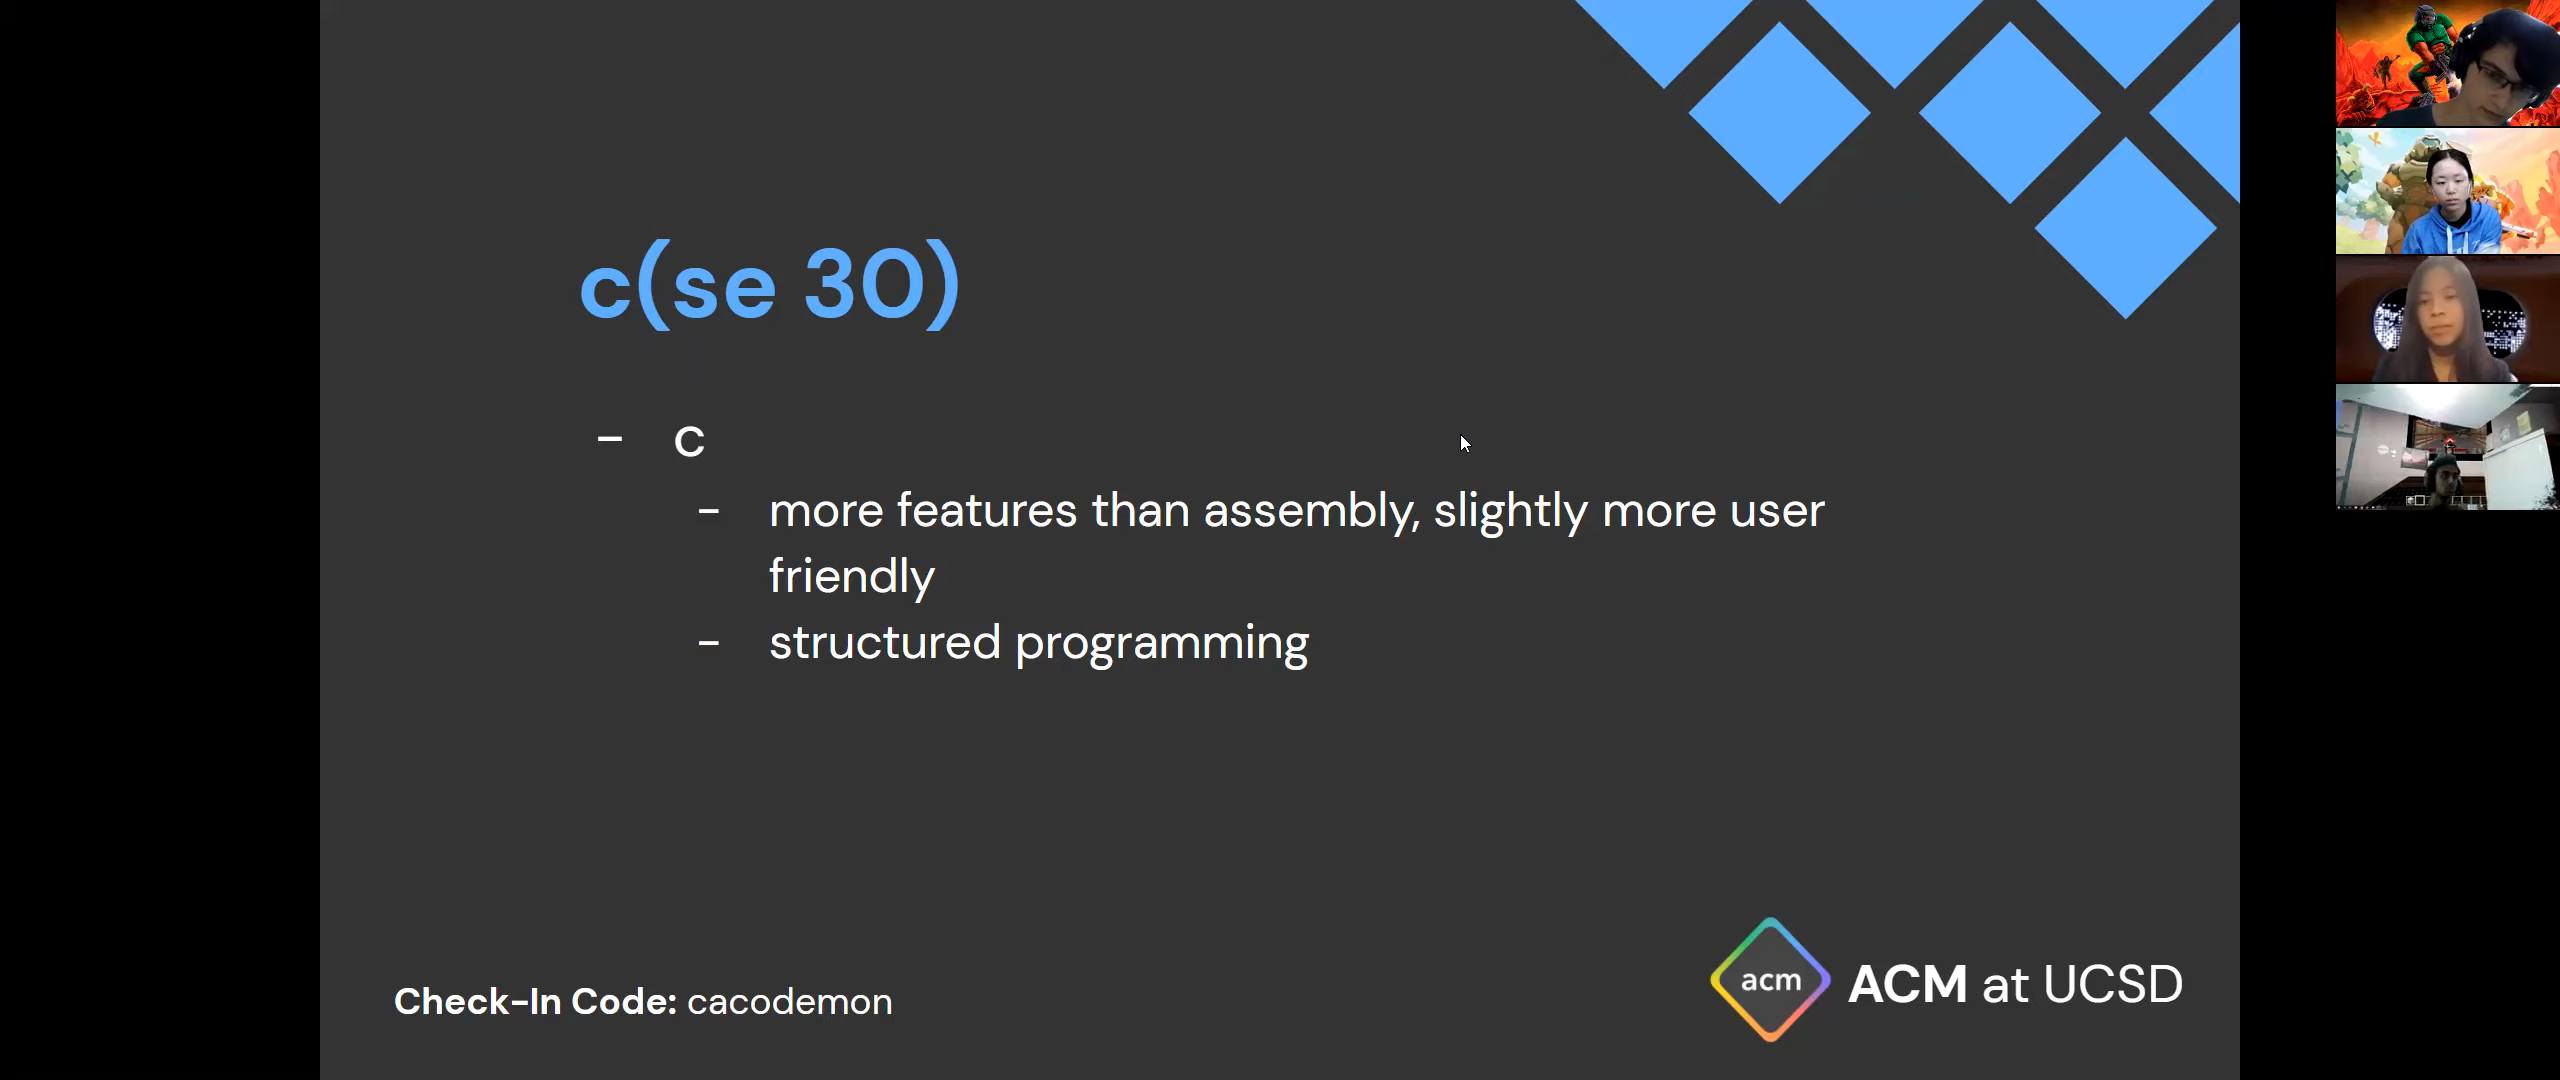 c(se 30)
- c
- more features than assembly, slightly more user
friendly
- structured programming
Check-In Code: cacodemon
acm
ACM at UCSD